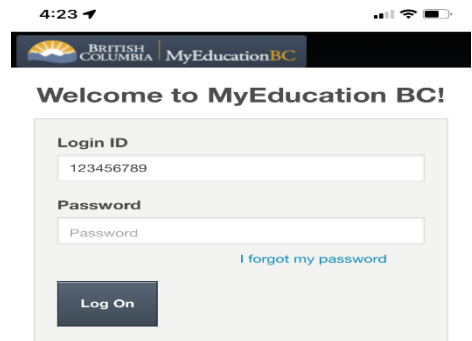 4:23
BRITISH
COLUMBIA MyEducationBC
Welcome to MyEducation BC!
Login ID
123456789
Password
Password
I forgot my password
Log On